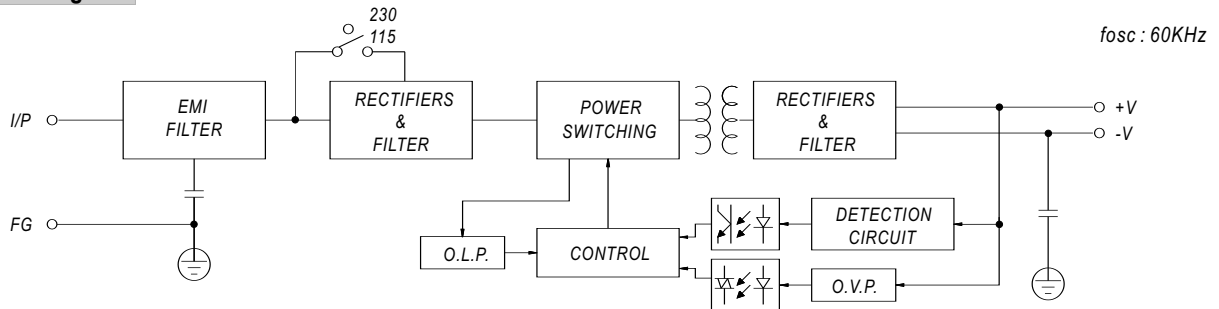 230
115
fosc : 60KHz
I/P
EMI
FILTER
RECTIFIERS
&
FILTER
POWER
SWITCHING
RECTIFIERS
&
FILTER
+V
-V
FG
O.L.P.
CONTROL
DETECTION
CIRCUIT
O.V.P.